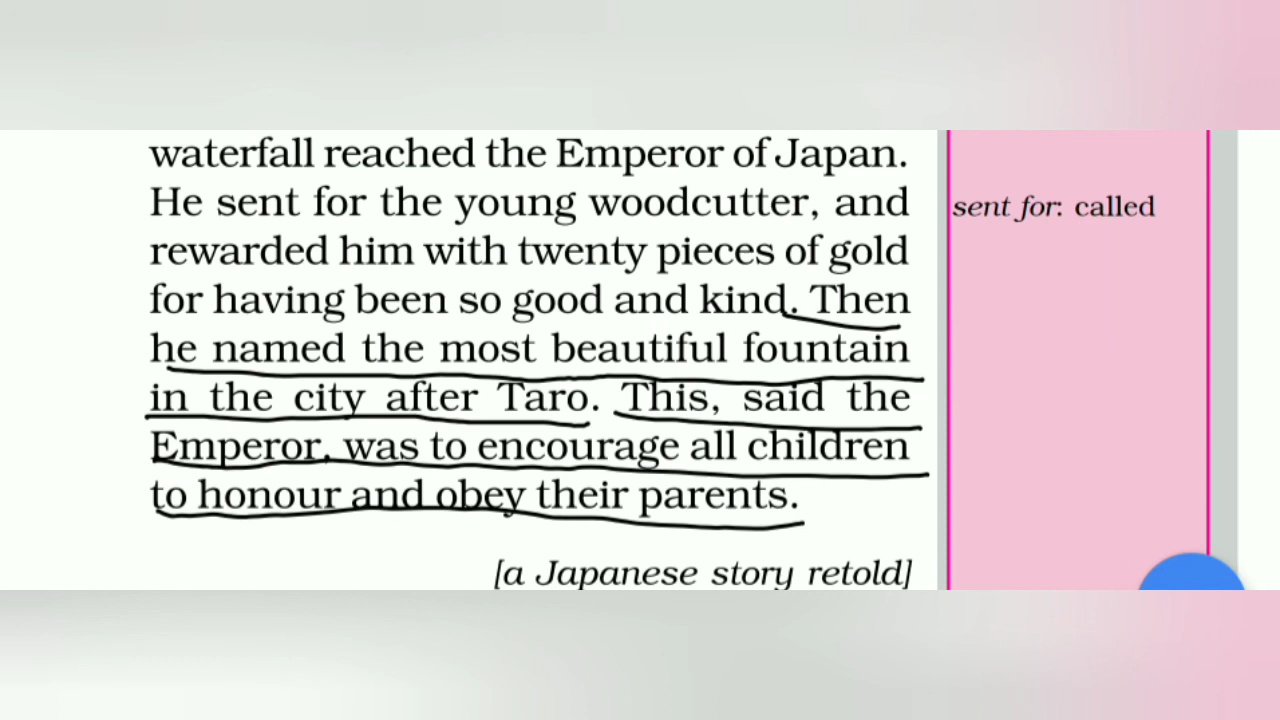 waterfall reached the Emperor of Japan.
He sent for the young woodcutter, and
rewarded him with twenty pieces of gold
for having been so good and kind. Then
he named the most beautiful fountain
in the city after Taro. This, said the
Emperor, was to encourage all children
to honour and obey their parents.
[a Japanese story retold]
sent for: called